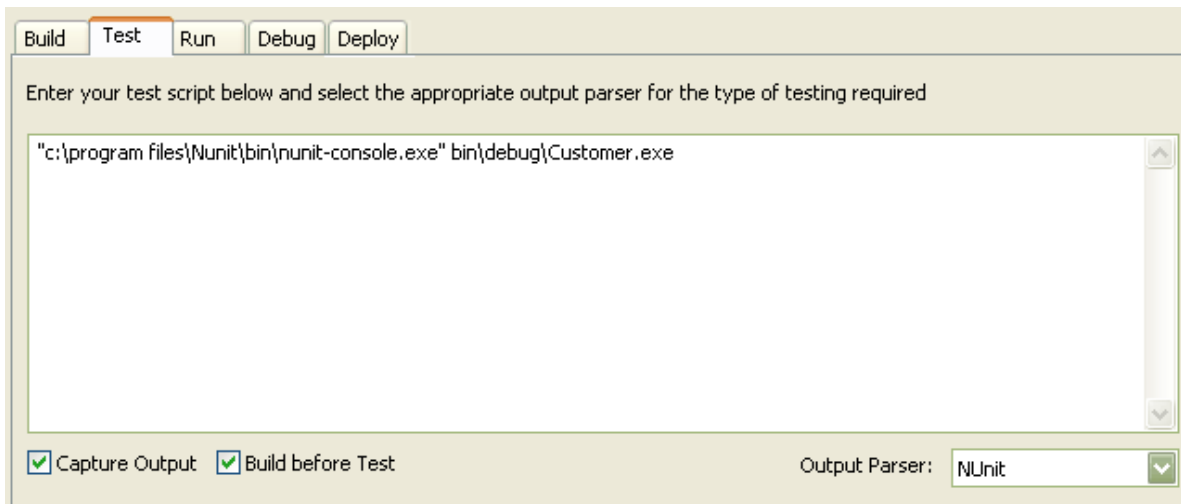 Build Test Run Debug Deploy
Enter your test script below and select the appropriate output parser for the type of testing required
"c:\program files\Nunit\bin\nunit-console.exe" bin\debug\Customer.exe
Capture Output Build before Test Output Parser: NUnit